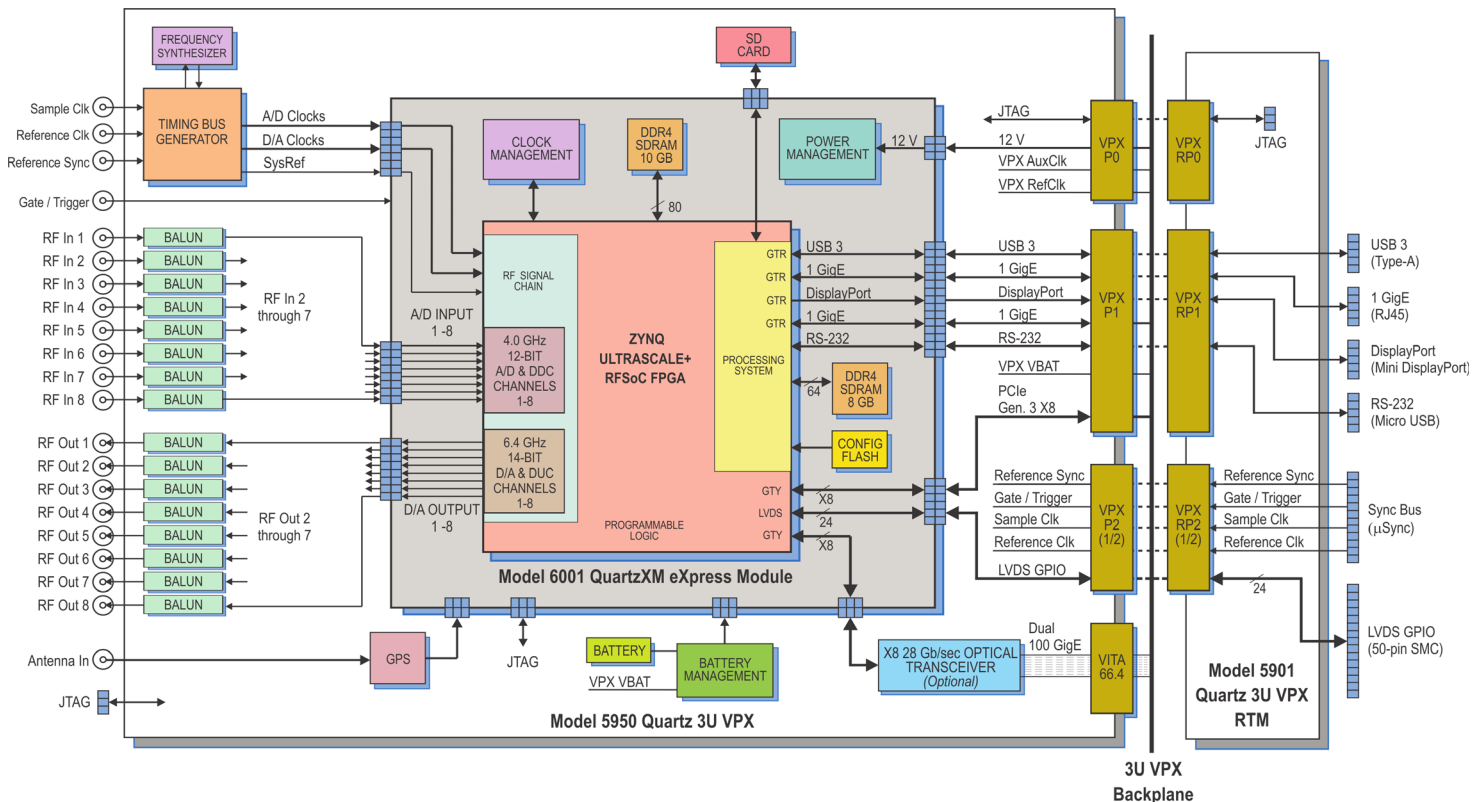 FREQUENCY
SYNTHESIZER
SD
CARD
Sample Clk
Reference Clk
Reference Sync
TIMING BUS
GENERATOR
A/D Clocks
D/A Clocks
SysRef
Gate / Trigger
CLOCK
MANAGEMENT
DDR4
SDRAM
10 GB
80
POWER
MANAGEMENT
12 V
JTAG
12 V
VPX AuxClk
VPX RefClk
VPX
P0
VPX
RP0
JTAG
RF In 1
BALUN
RF In 2
BALUN
RF In 3
BALUN
RF In 4
BALUN
RF In 5
BALUN
RF In 6
BALUN
RF In 7
BALUN
RF In 8
BALUN
RF In 2
through 7
RF Out 1
BALUN
RF Out 2
BALUN
RF Out 3
BALUN
RF Out 4
BALUN
RF Out 5
BALUN
RF Out 6
BALUN
RF Out 7
BALUN
RF Out 8
BALUN
RF Out 2
through 7
A/D INPUT
1 -8
D/A OUTPUT
1 -8
RF SIGNAL
CHAIN
4.0 GHz
12-BIT
A/D & DDC
CHANNELS
1-8
6.4 GHz
14-BIT
D/A & DUC
CHANNELS
1-8
ZYNQ
ULTRASCALE+
RFSoC FPGA
PROGRAMMABLE
LOGIC
PROCESSING
SYSTEM
GTR
GTR
GTR
GTR
GTY
LVDS
GTY
USB 3
1 GigE
DisplayPort
1 GigE
RS-232
64
DDR4
SDRAM
8 GB
CONFIG
FLASH
X8
24
X8
Model 6001 QuartzXM eXpress Module
USB 3
1 GigE
DisplayPort
1 GigE
RS-232
VPX VBAT
PCIe
Gen. 3 X8
VPX
P1
VPX
RP1
USB 3
(Type-A)
1 GigE
(RJ45)
DisplayPort
(Mini DisplayPort)
RS-232
(Micro USB)
Reference Sync
Gate / Trigger
Sample Clk
Reference Clk
LVDS GPIO
VPX
P2
(1/2)
VPX
RP2
(1/2)
Reference Sync
Gate / Trigger
Sample Clk
Reference Clk
24
Sync Bus
(μSync)
LVDS GPIO
(50-pin SMC)
Antenna In
GPS
JTAG
BATTERY
VPX VBAT
BATTERY
MANAGEMENT
X8 28 Gb/sec OPTICAL
TRANSCEIVER
(Optional)
Dual
100 GigE
VITA
66.4
JTAG
Model 5950 Quartz 3U VPX
Model 5901
Quartz 3U VPX
RTM
3U VPX
Backplane